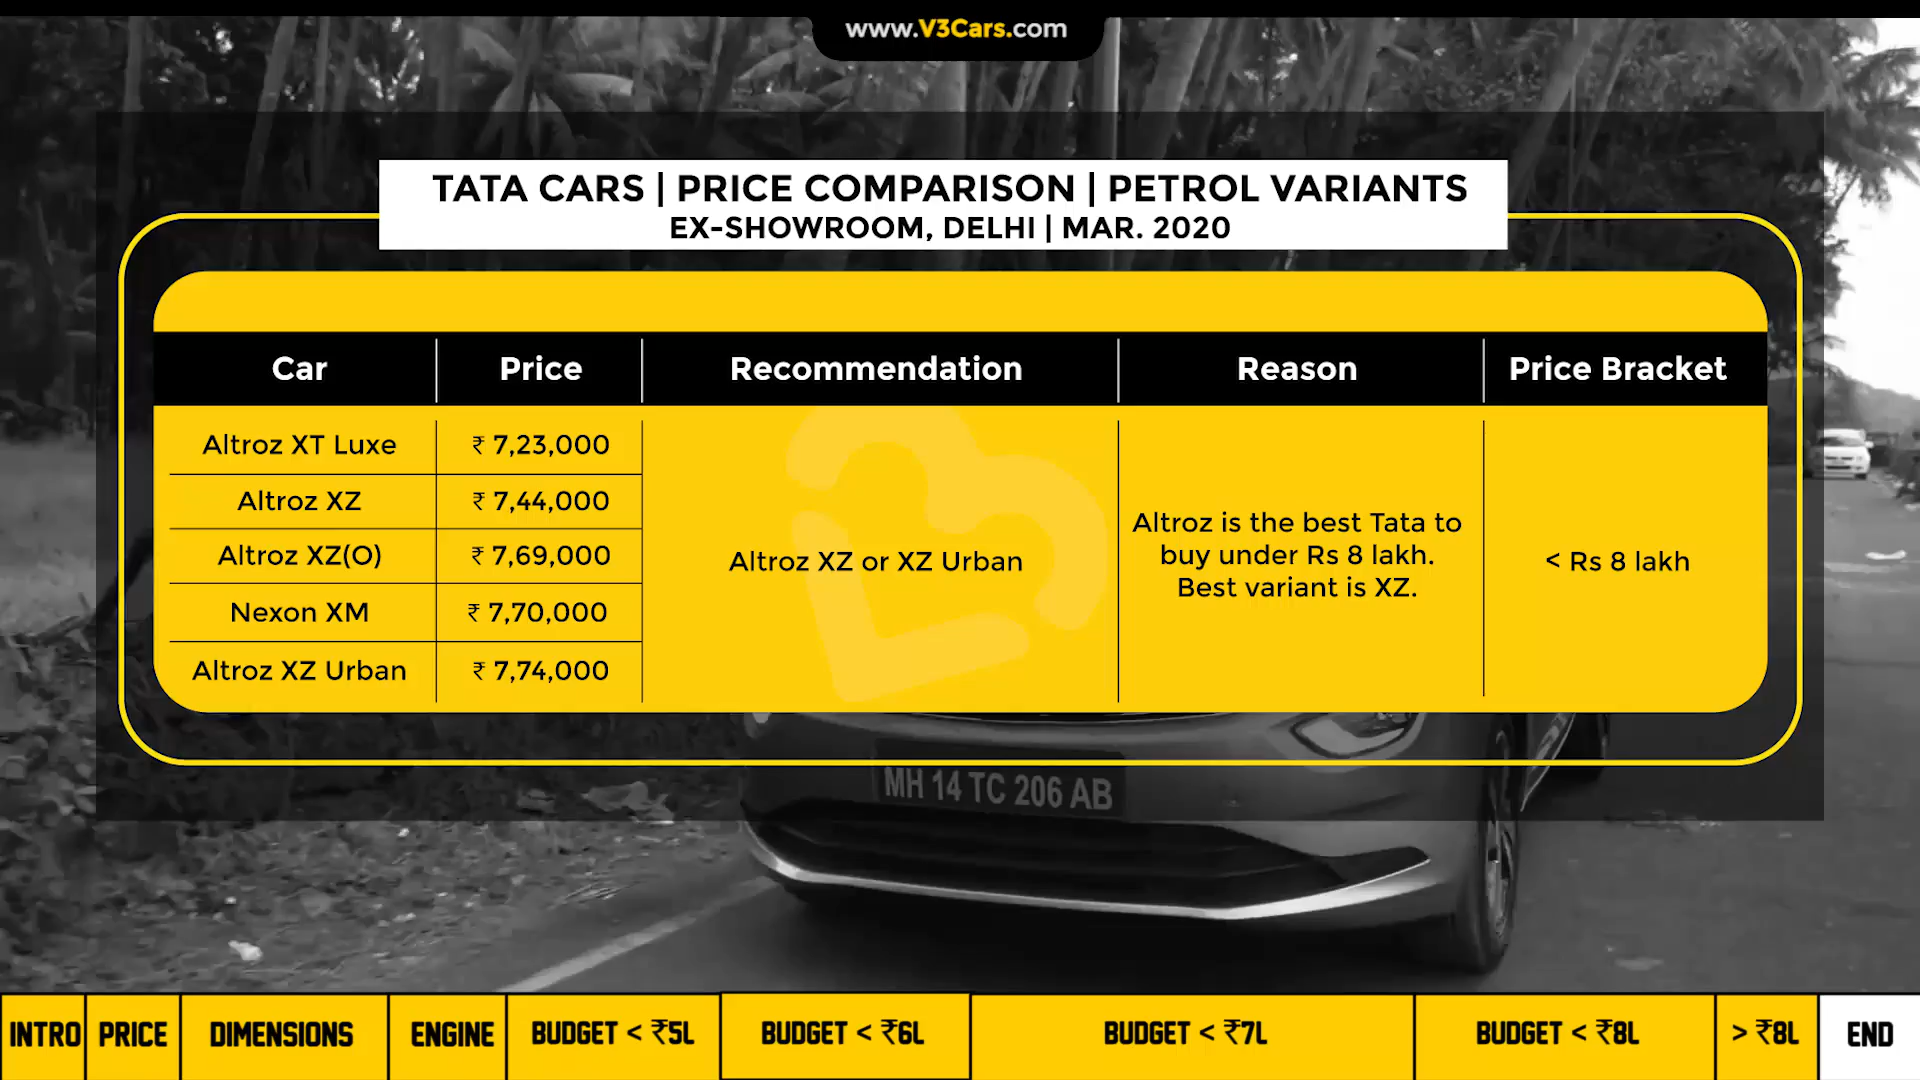 www.V3Cars.com
TATA CARS | PRICE COMPARISON | PETROL VARIANTS
EX-SHOWROOM, DELHI | MAR. 2020
Car Price Recommendation Reason Price Bracket
Altroz XT Luxe ₹ 7,23,000
Altroz XZ ₹ 7,44,000
Altroz XZ(O) ₹ 7,69,000
Nexon XM ₹ 7,70,000
Altroz XZ Urban ₹ 7,74,000
Altroz XZ or XZ Urban
Altroz is the best Tata to
buy under Rs 8 lakh.
Best variant is XZ.
< Rs 8 lakh
MH 14 TC 206 AB
INTRO PRICE DIMENSIONS ENGINE BUDGET < ₹5L BUDGET < ₹6L BUDGET < ₹7L BUDGET < ₹8L > ₹8L END